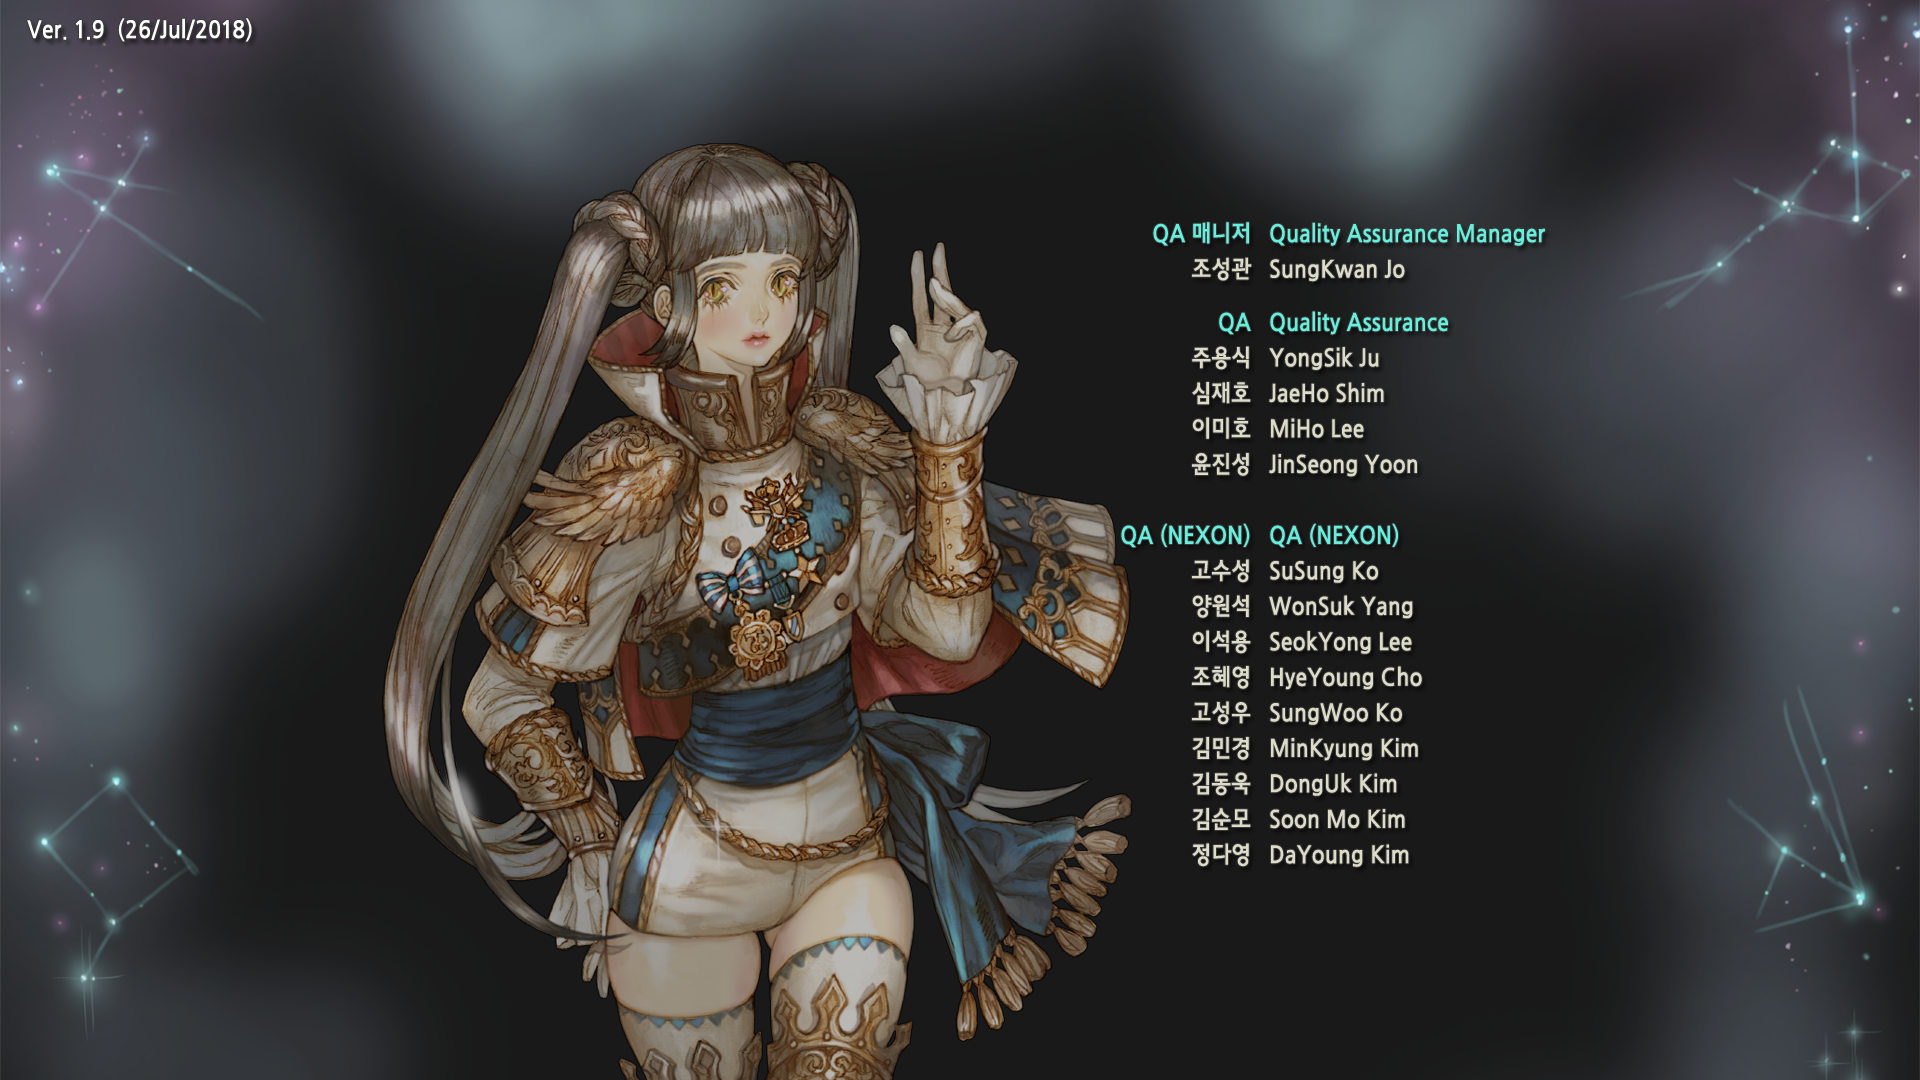 Ver. 1.9 (26/Jul/2018)
QA 매니저 Quality Assurance Manager
조성관 SungKwan Jo
QA Quality Assurance
주용식 YongSik Ju
심재호 JaeHo Shim
이미호 MiHo Lee
윤진성 JinSeong Yoon
QA (NEXON) QA (NEXON)
고수성 SuSung Ko
양원석 WonSuk Yang
이석용 SeokYong Lee
조혜영 HyeYoung Cho
고성우 SungWoo Ko
김민경 MinKyung Kim
김동욱 DongUk Kim
김순모 Soon Mo Kim
정다영 DaYoung Kim